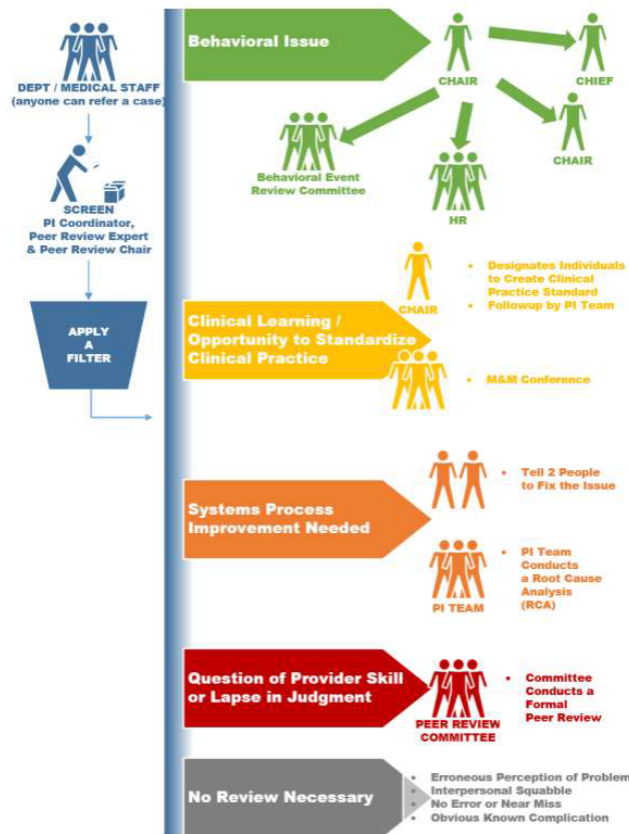 DEPT / MEDICAL STAFF
(anyone can refer a case)
SCREEN
PI Coordinator,
Peer Review Expert
& Peer Review Chair
APPLY
A
FILTER
Behavioral Issue
CHAIR
CHIEF
CHAIR
Behavioral Event
Review Committee
HR
Clinical Learning /
Opportunity to Standardize
Clinical Practice
CHAIR
• Designates Individuals
to Create Clinical
Practice Standard
• Followup by PI Team
• M&M Conference
Systems Process
Improvement Needed
• Tell 2 People
to Fix the Issue
PI TEAM
• PI Team
Conducts
a Root Cause
Analysis
(RCA)
Question of Provider Skill
or Lapse in Judgment
PEER REVIEW
COMMITTEE
• Committee
Conducts a
Formal
Peer Review
No Review Necessary
• Erroneous Perception of Problem
• Interpersonal Squabble
• No Error or Near Miss
• Obvious Known Complication